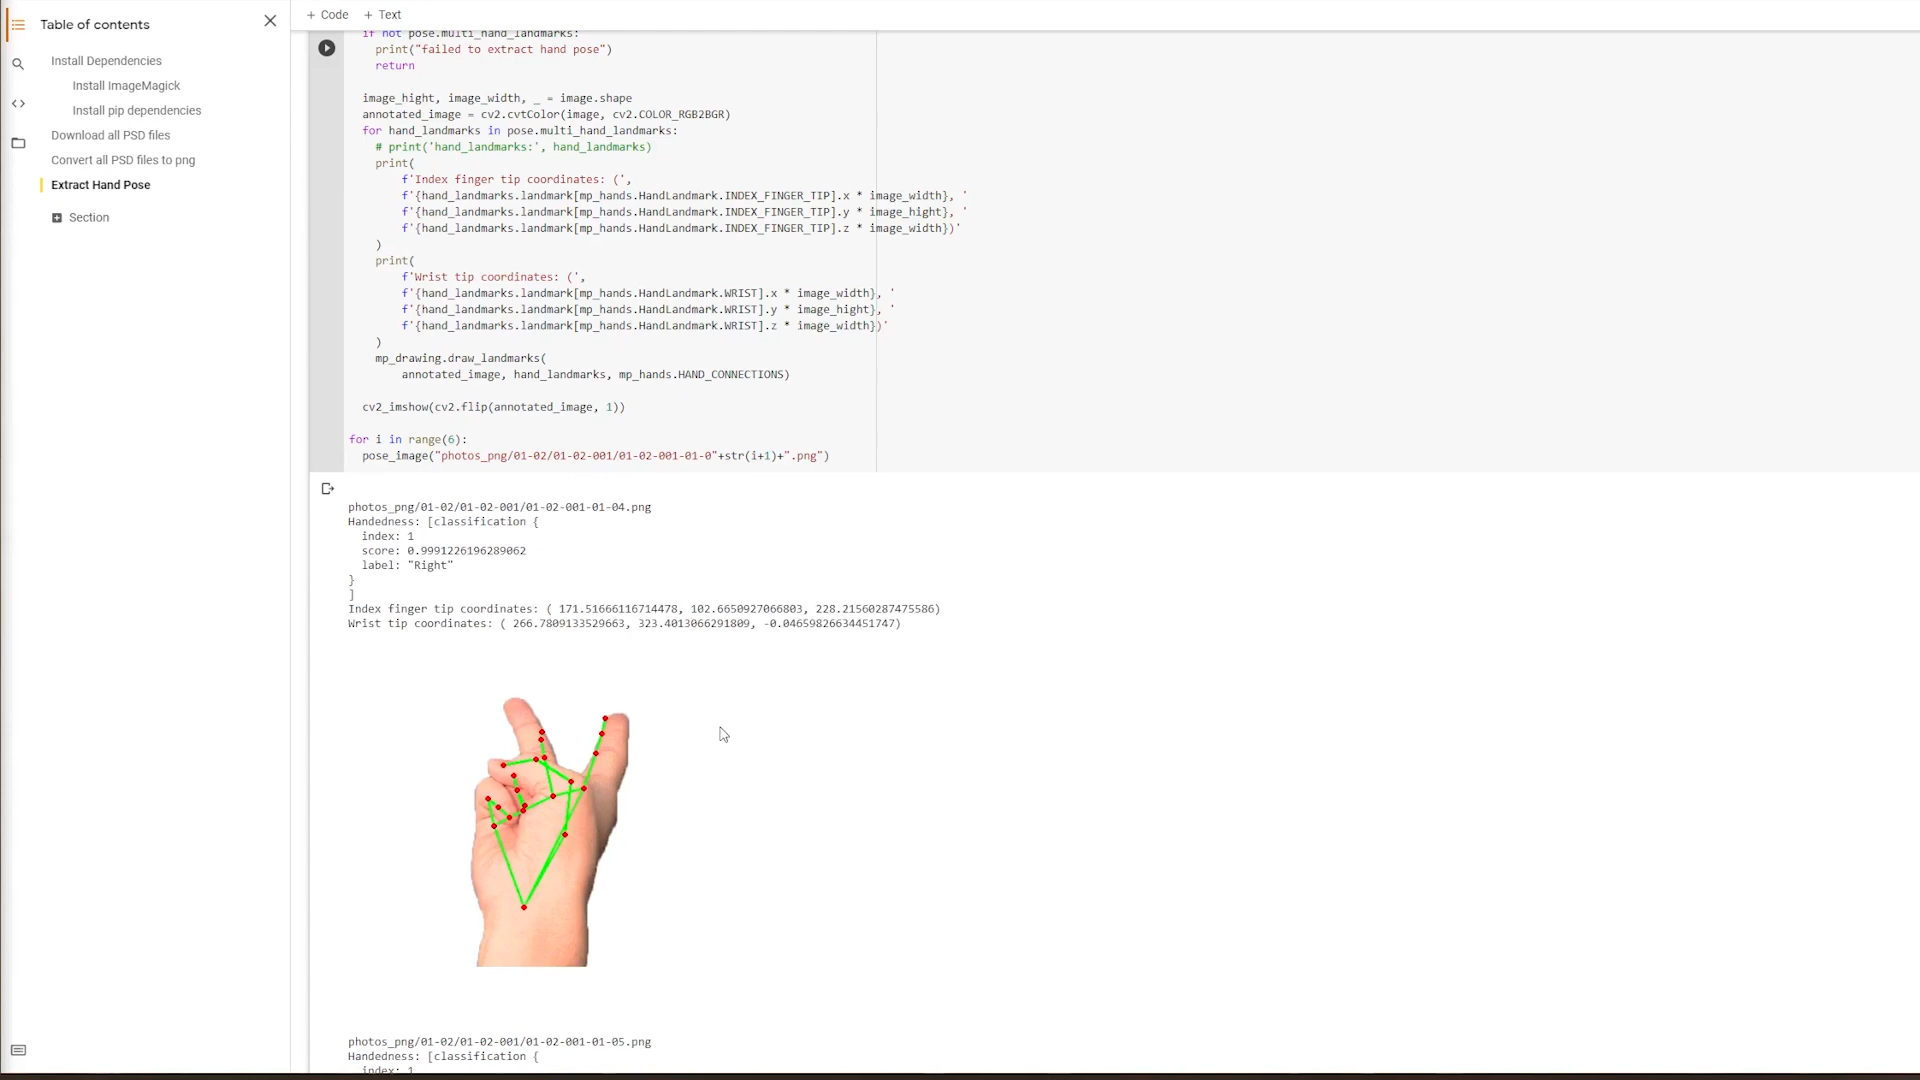 Table of contents
Install Dependencies
Install ImageMagick
Install pip dependencies
Download all PSD files
Convert all PSD files to png
Extract Hand Pose
Section
+ Code + Text
if not pose.multi_hand_landmarks:
print("failed to extract hand pose")
return
image_hight, image_width, _ = image.shape
annotated_image = cv2.cvtColor(image, cv2.COLOR_RGB2BGR)
for hand_landmarks in pose.multi_hand_landmarks:
# print('hand_landmarks:', hand_landmarks)
print(
f'Index finger tip coordinates: (',
f'{hand_landmarks.landmark[mp_hands.HandLandmark.INDEX_FINGER_TIP].x * image_width}, '
f'{hand_landmarks.landmark[mp_hands.HandLandmark.INDEX_FINGER_TIP].y * image_hight}, '
f'{hand_landmarks.landmark[mp_hands.HandLandmark.INDEX_FINGER_TIP].z * image_width})'
)
print(
f'Wrist tip coordinates: (',
f'{hand_landmarks.landmark[mp_hands.HandLandmark.WRIST].x * image_width}, '
f'{hand_landmarks.landmark[mp_hands.HandLandmark.WRIST].y * image_hight}, '
f'{hand_landmarks.landmark[mp_hands.HandLandmark.WRIST].z * image_width})'
)
mp_drawing.draw_landmarks(
annotated_image, hand_landmarks, mp_hands.HAND_CONNECTIONS)
cv2_imshow(cv2.flip(annotated_image, 1))
for i in range(6):
pose_image("photos_png/01-02/01-02-001/01-02-001-01-0"+str(i+1)+".png")
photos_png/01-02/01-02-001/01-02-001-01-04.png
Handedness: [classification {
index: 1
score: 0.9991226196289062
label: "Right"
}
]
Index finger tip coordinates: ( 171.51666116714478, 102.6650927066803, 228.21560287475586)
Wrist tip coordinates: ( 266.7809133529663, 323.4013066291809, -0.04659826634451747)
photos_png/01-02/01-02-001/01-02-001-01-05.png
Handedness: [classification {
index: 1